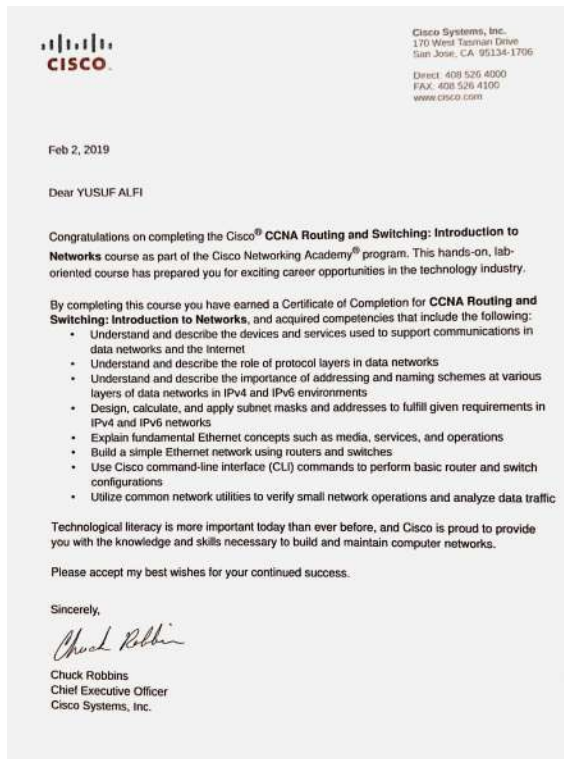 CISCO
Cisco Systems, Inc.
170 West Tasman Drive
San Jose, CA 95134-1706
Direct: 408 526 4000
FAX: 408 526 4100
www.cisco.com
Feb 2, 2019
Dear YUSUF ALFI
Congratulations on completing the Cisco® CCNA Routing and Switching: Introduction to
Networks course as part of the Cisco Networking Academy® program. This hands-on, lab-
oriented course has prepared you for exciting career opportunities in the technology industry.
By completing this course you have earned a Certificate of Completion for CCNA Routing and
Switching: Introduction to Networks, and acquired competencies that include the following:
• Understand and describe the devices and services used to support communications in
data networks and the Internet
• Understand and describe the role of protocol layers in data networks
• Understand and describe the importance of addressing and naming schemes at various
layers of data networks in IPv4 and IPv6 environments
• Design, calculate, and apply subnet masks and addresses to fulfill given requirements in
IPv4 and IPv6 networks
• Explain fundamental Ethernet concepts such as media, services, and operations
• Build a simple Ethernet network using routers and switches
• Use Cisco command-line interface (CLI) commands to perform basic router and switch
configurations
• Utilize common network utilities to verify small network operations and analyze data traffic
Technological literacy is more important today than ever before, and Cisco is proud to provide
you with the knowledge and skills necessary to build and maintain computer networks.
Please accept my best wishes for your continued success.
Sincerely,
Chuck Robbins
Chuck Robbins
Chief Executive Officer
Cisco Systems, Inc.